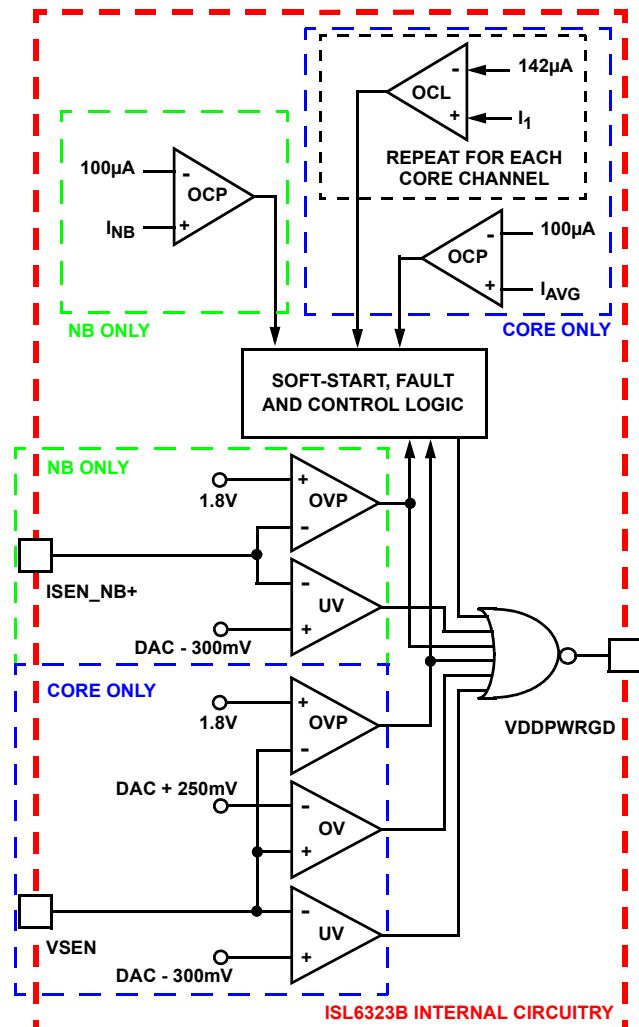 142µA
-
OCL
+
I1
REPEAT FOR EACH
CORE CHANNEL
100µA
-
OCP
INB
+
-
100µA
OCP
+
IAVG
NB ONLY
CORE ONLY
SOFT-START, FAULT
AND CONTROL LOGIC
NB ONLY
+
1.8V
OVP
-
ISEN_NB+
-
UV
DAC - 300mV
+
CORE ONLY
+
1.8V
OVP
-
VDDPWRGD
DAC + 250mV
-
OV
+
-
VSEN
UV
+
DAC - 300mV
ISL6323B INTERNAL CIRCUITRY